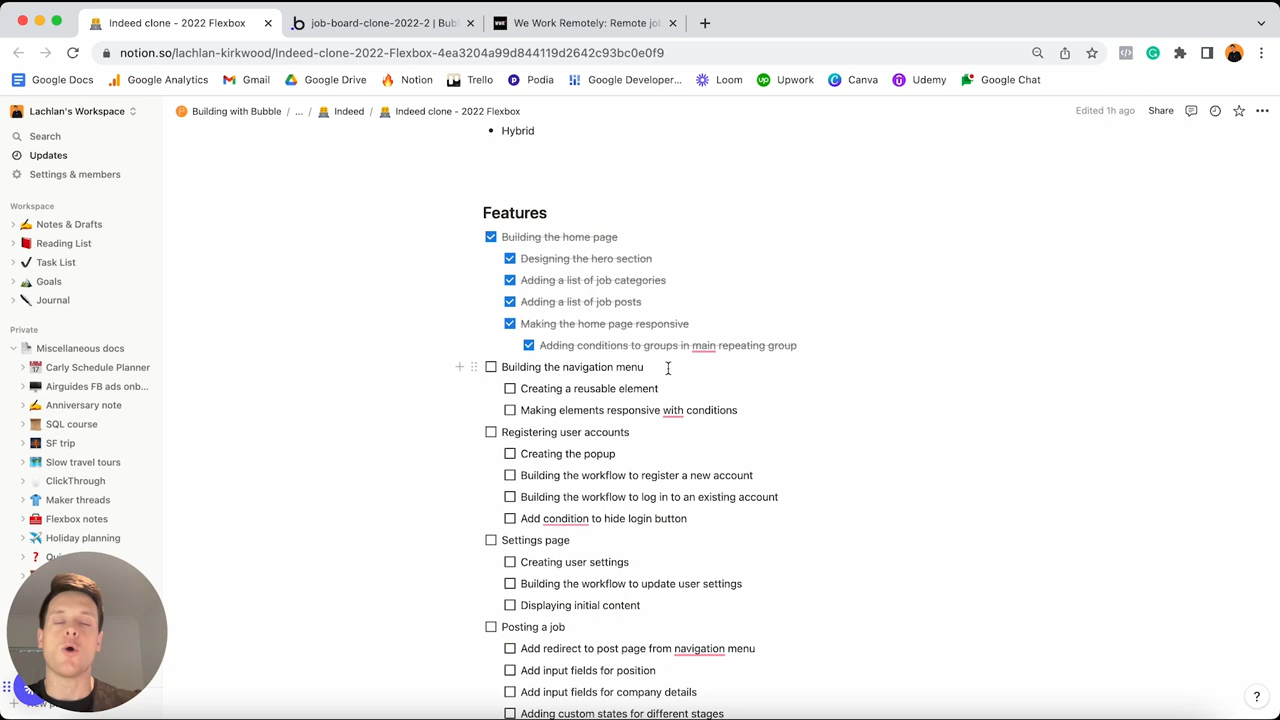 Indeed clone - 2022 Flexbox
job-board-clone-2022-2 | Bub
We Work Remotely: Remote jo
notion.so/lachlan-kirkwood/Indeed-clone-2022-Flexbox-4ea3204a99d844119d2642c93bc0e0f9
Google Docs
Google Analytics
Gmail
Google Drive
Notion
Trello
Podia
Google Developer...
Loom
Upwork
Canva
Udemy
Google Chat
Lachlan's Workspace
Building with Bubble / ... / Indeed / Indeed clone - 2022 Flexbox
Edited 1h ago
Share
Search
Updates
Settings & members
Workspace
Notes & Drafts
Reading List
Task List
Goals
Journal
Private
Miscellaneous docs
Carly Schedule Planner
Airguides FB ads onb...
Anniversary note
SQL course
SF trip
Slow travel tours
ClickThrough
Maker threads
Flexbox notes
Holiday planning
• Hybrid
Features
Building the home page
Designing the hero section
Adding a list of job categories
Adding a list of job posts
Making the home page responsive
Adding conditions to groups in main repeating group
Building the navigation menu
Creating a reusable element
Making elements responsive with conditions
Registering user accounts
Creating the popup
Building the workflow to register a new account
Building the workflow to log in to an existing account
Add condition to hide login button
Settings page
Creating user settings
Building the workflow to update user settings
Displaying initial content
Posting a job
Add redirect to post page from navigation menu
Add input fields for position
Add input fields for company details
Adding custom states for different stages
?